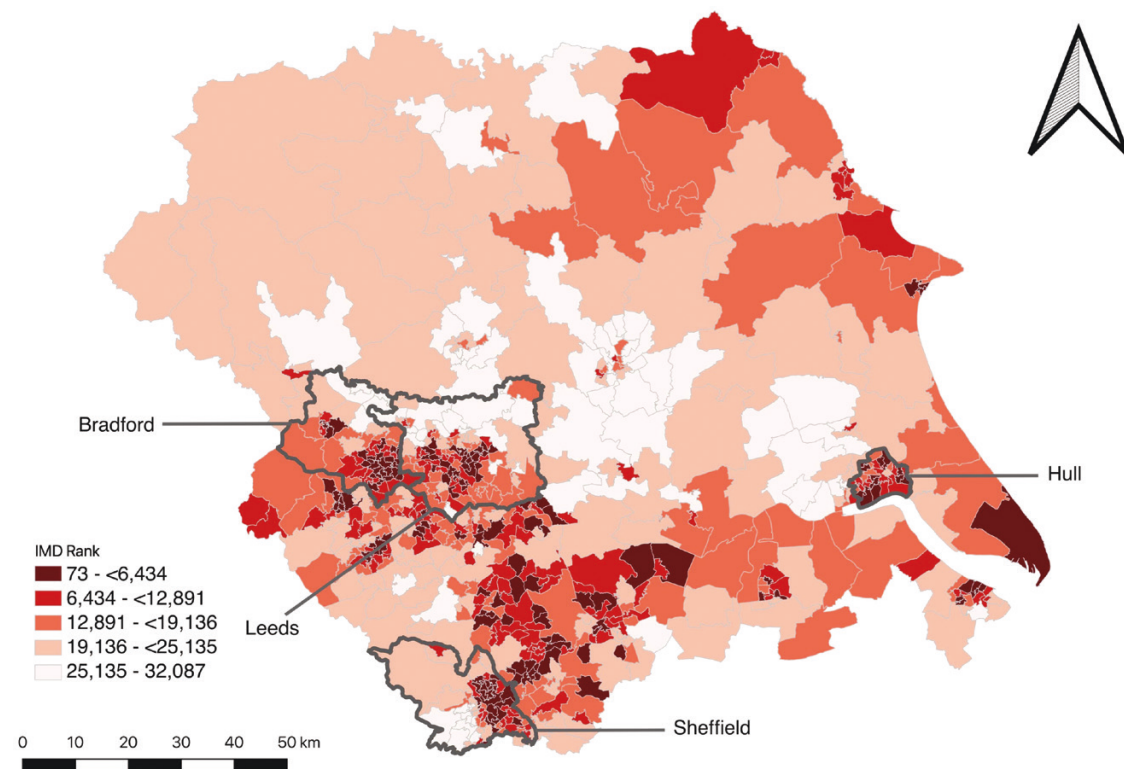 Bradford
Hull
IMD Rank
73 - <6,434
6,434 - <12,891
12,891 - <19,136
19,136 - <25,135
25,135 - 32,087
Leeds
Sheffield
0 10 20 30 40 50 km